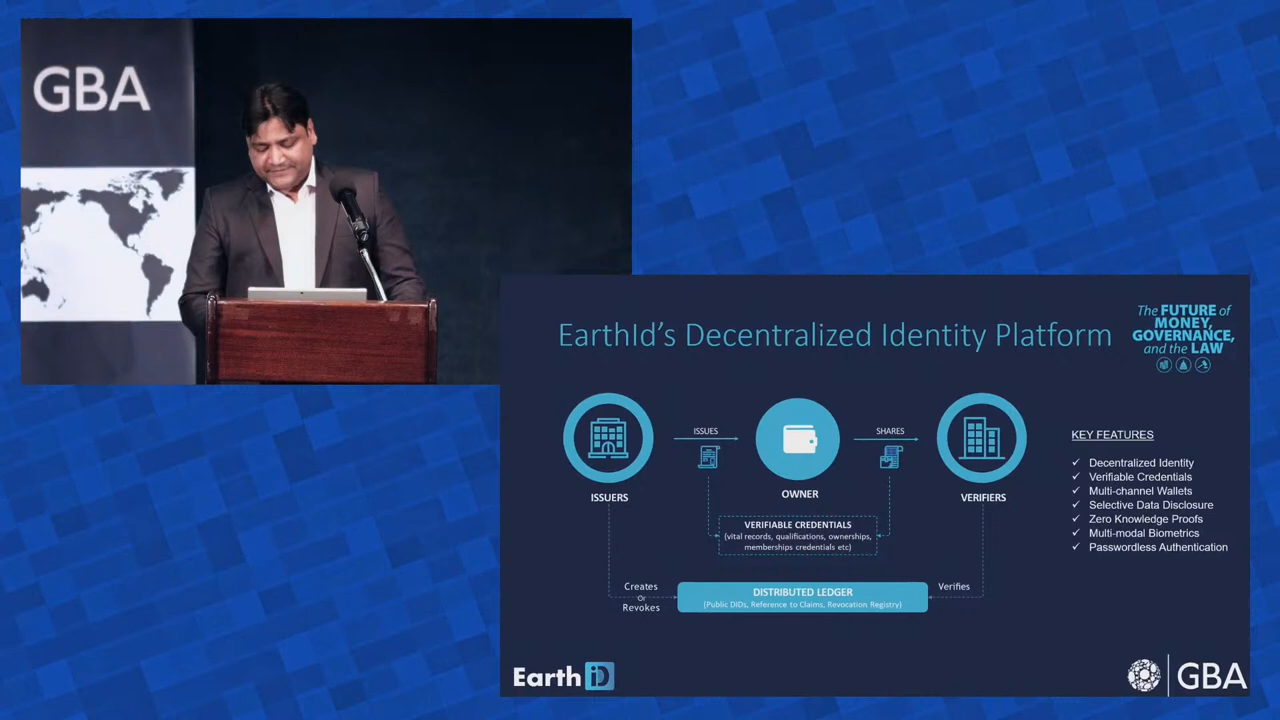 GBA
EarthId's Decentralized Identity Platform
The FUTURE of
MONEY,
GOVERNANCE,
and the LAW
ISSUES
SHARES
ISSUERS
OWNER
VERIFIERS
VERIFIABLE CREDENTIALS
(vital records, qualifications, ownerships,
memberships credentials etc)
Creates
Or
Revokes
DISTRIBUTED LEDGER
(Public DIDs, Reference to Claims, Revocation Registry)
Verifies
KEY FEATURES
✓ Decentralized Identity
✓ Verifiable Credentials
✓ Multi-channel Wallets
✓ Selective Data Disclosure
✓ Zero Knowledge Proofs
✓ Multi-modal Biometrics
✓ Passwordless Authentication
Earth iD
GBA